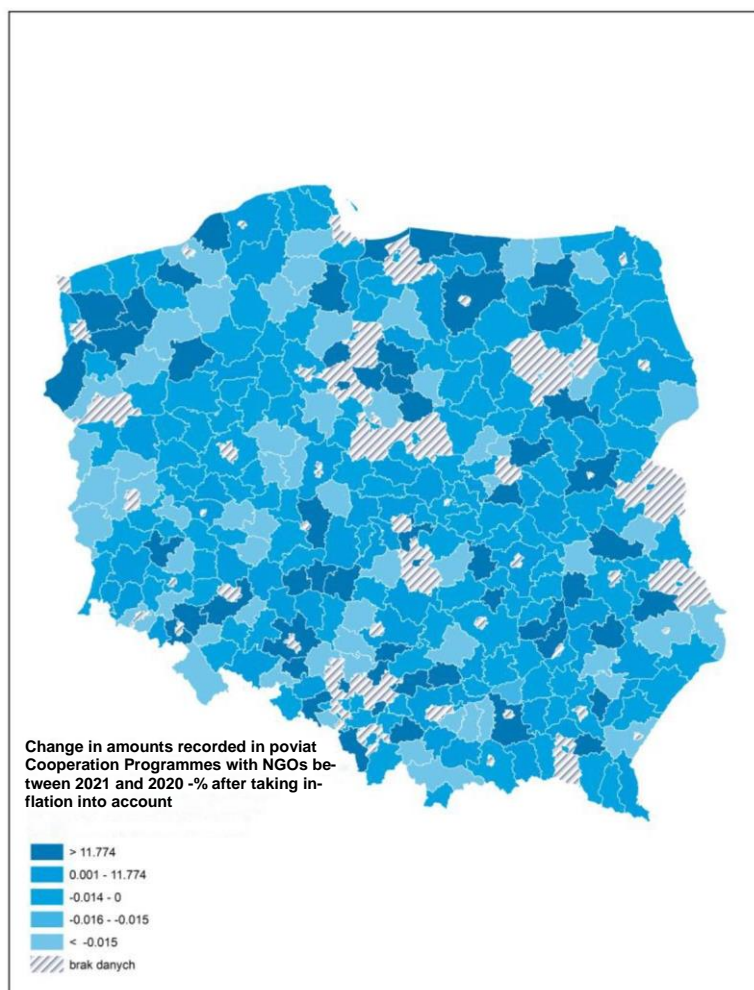 Change in amounts recorded in poviat
Cooperation Programmes with NGOs be-
tween 2021 and 2020 -% after taking in-
flation into account
> 11.774
0.001 - 11.774
-0.014 - 0
-0.016 - -0.015
< -0.015
brak danych